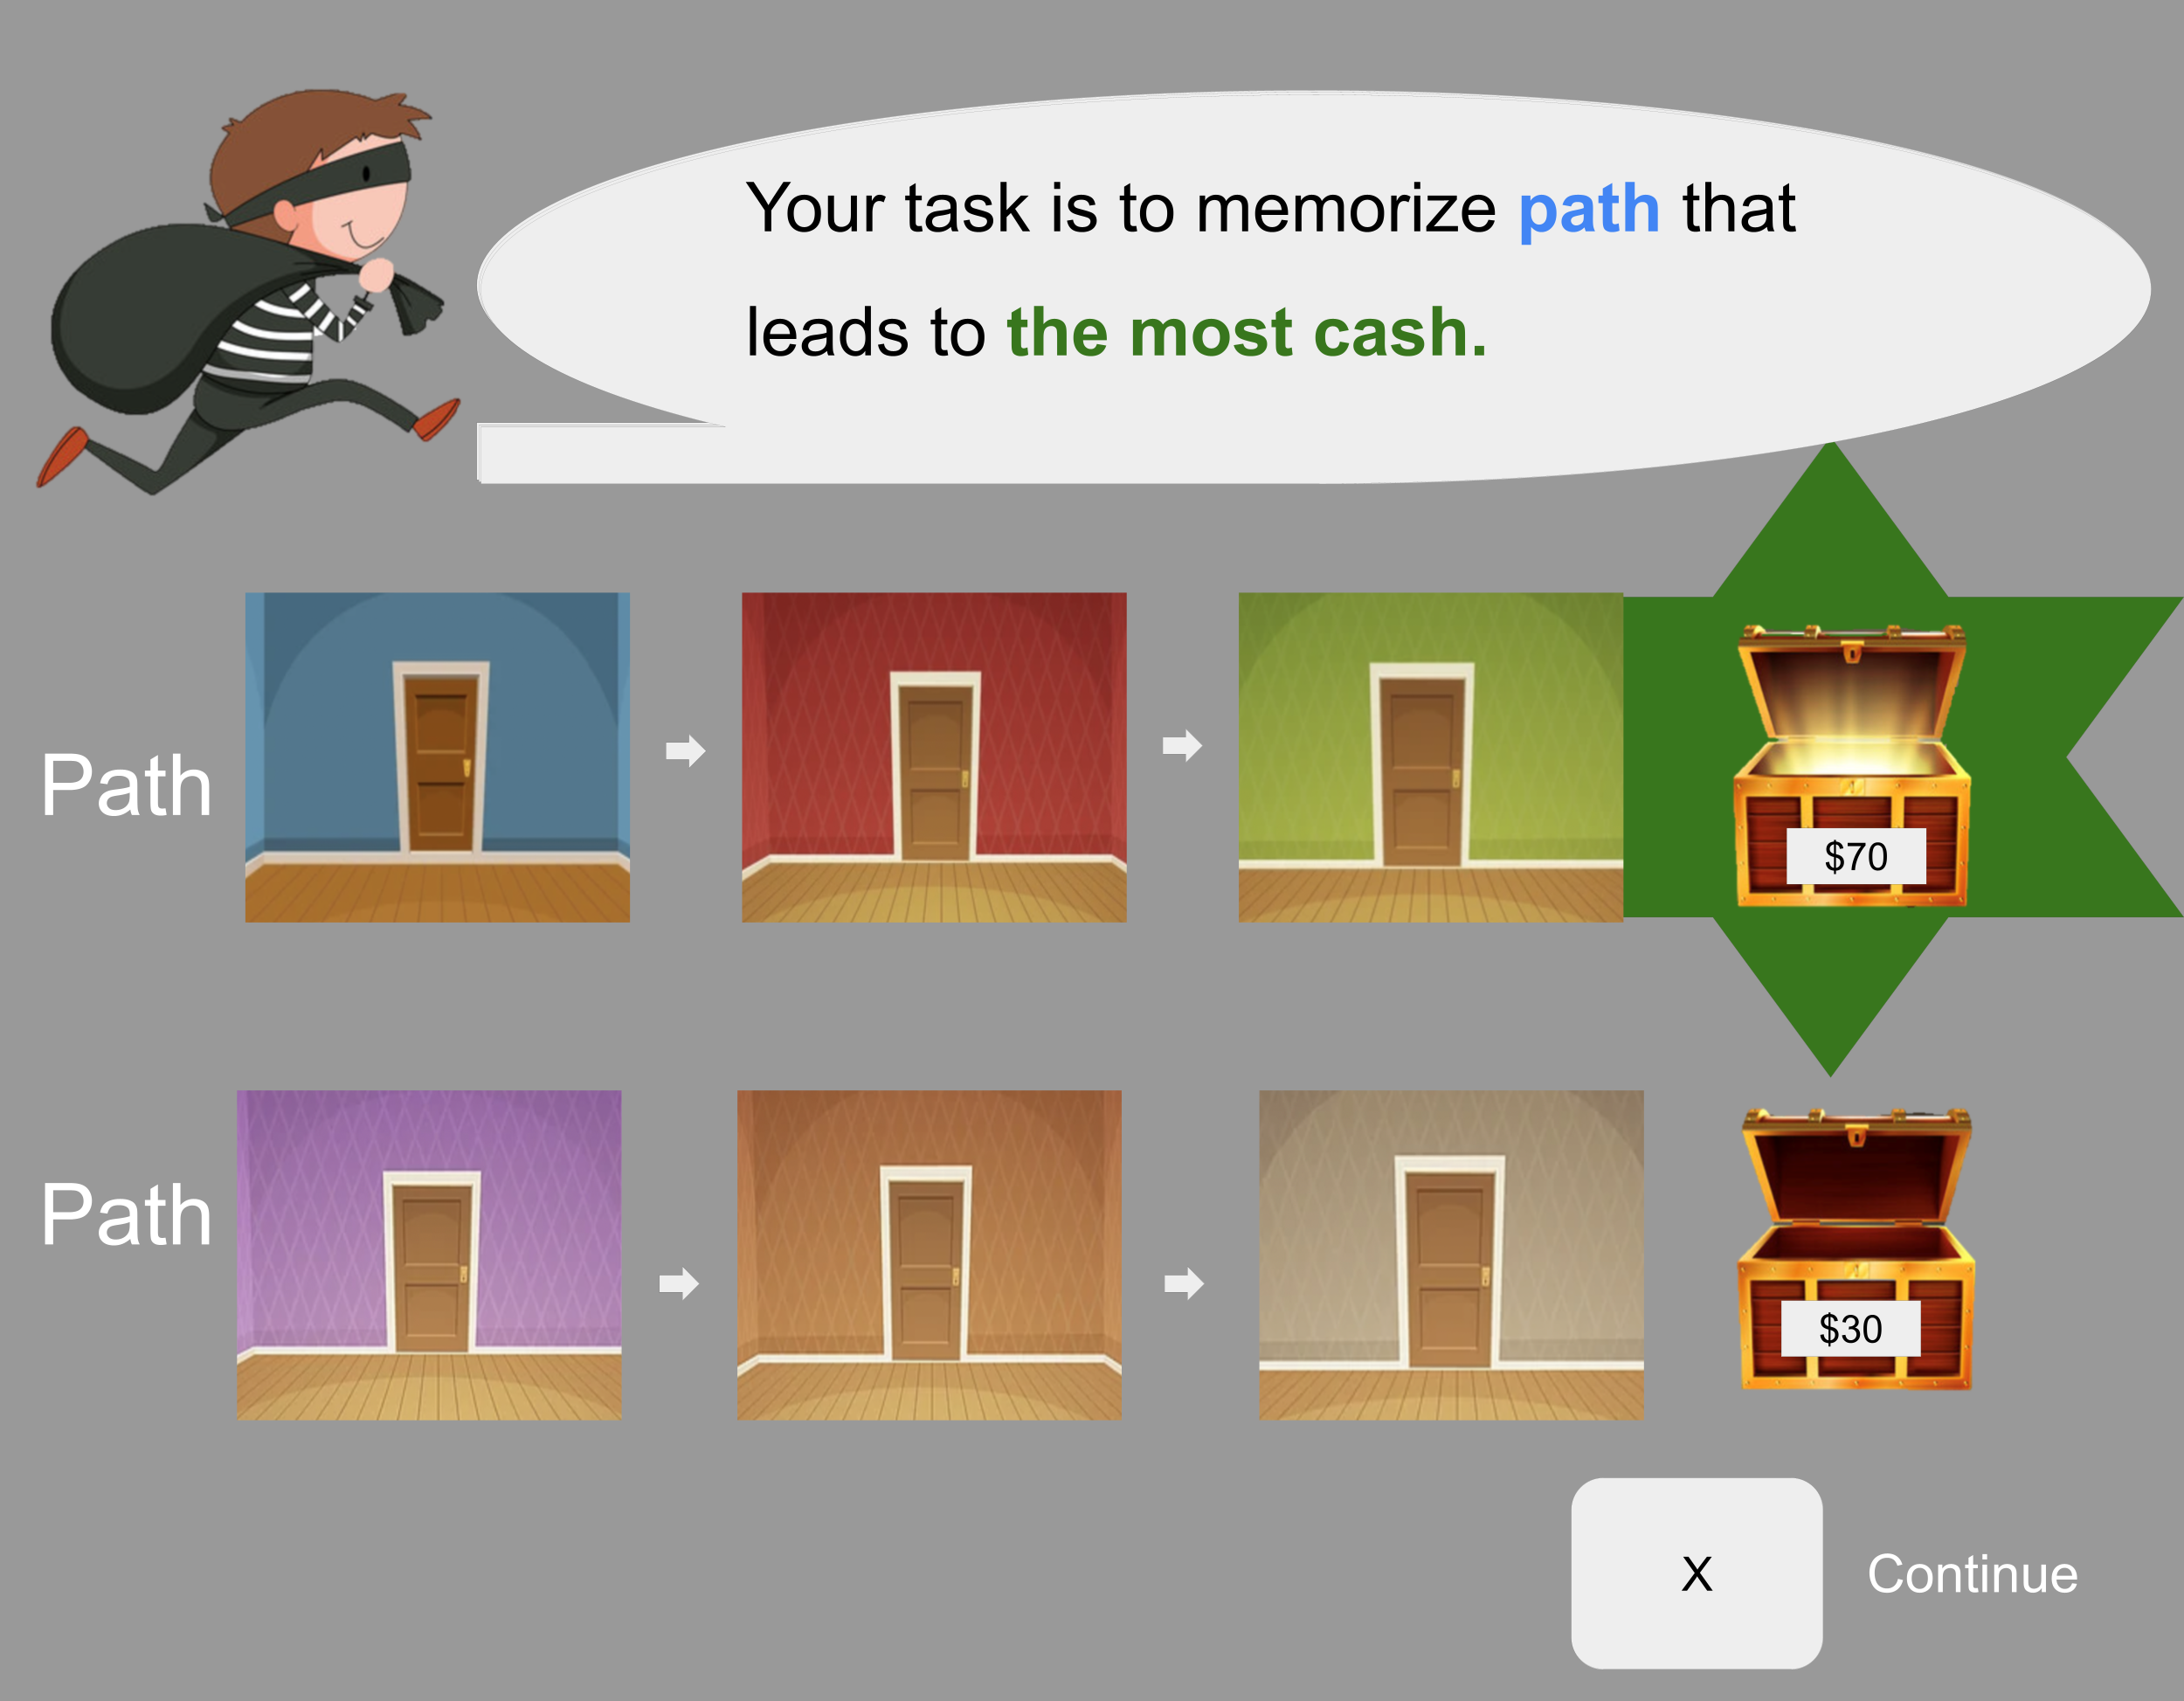 Your task is to memorize path that
leads to the most cash.
Path
$70
Path
$30
X
Continue